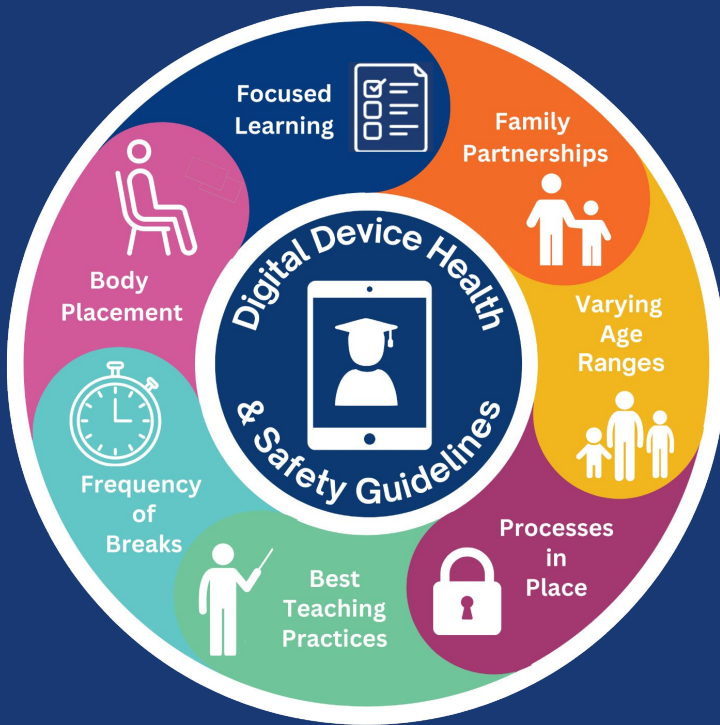 Digital Device Health
& Safety Guidelines
Focused
Learning
Family
Partnerships
Varying
Age
Ranges
Processes
in
Place
Best
Teaching
Practices
Frequency
of
Breaks
Body
Placement